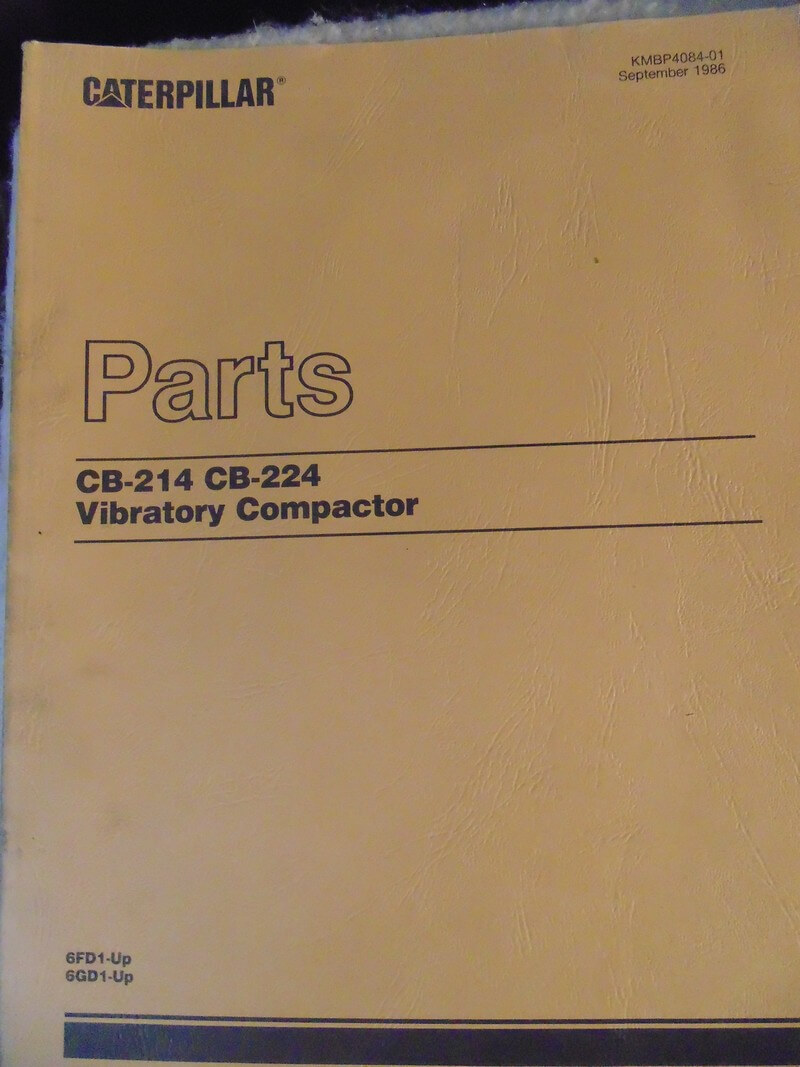 CATERPILLAR®
KMBP4084-01
September 1986
Parts
CB-214 CB-224
Vibratory Compactor
6FD1-Up
6GD1-Up